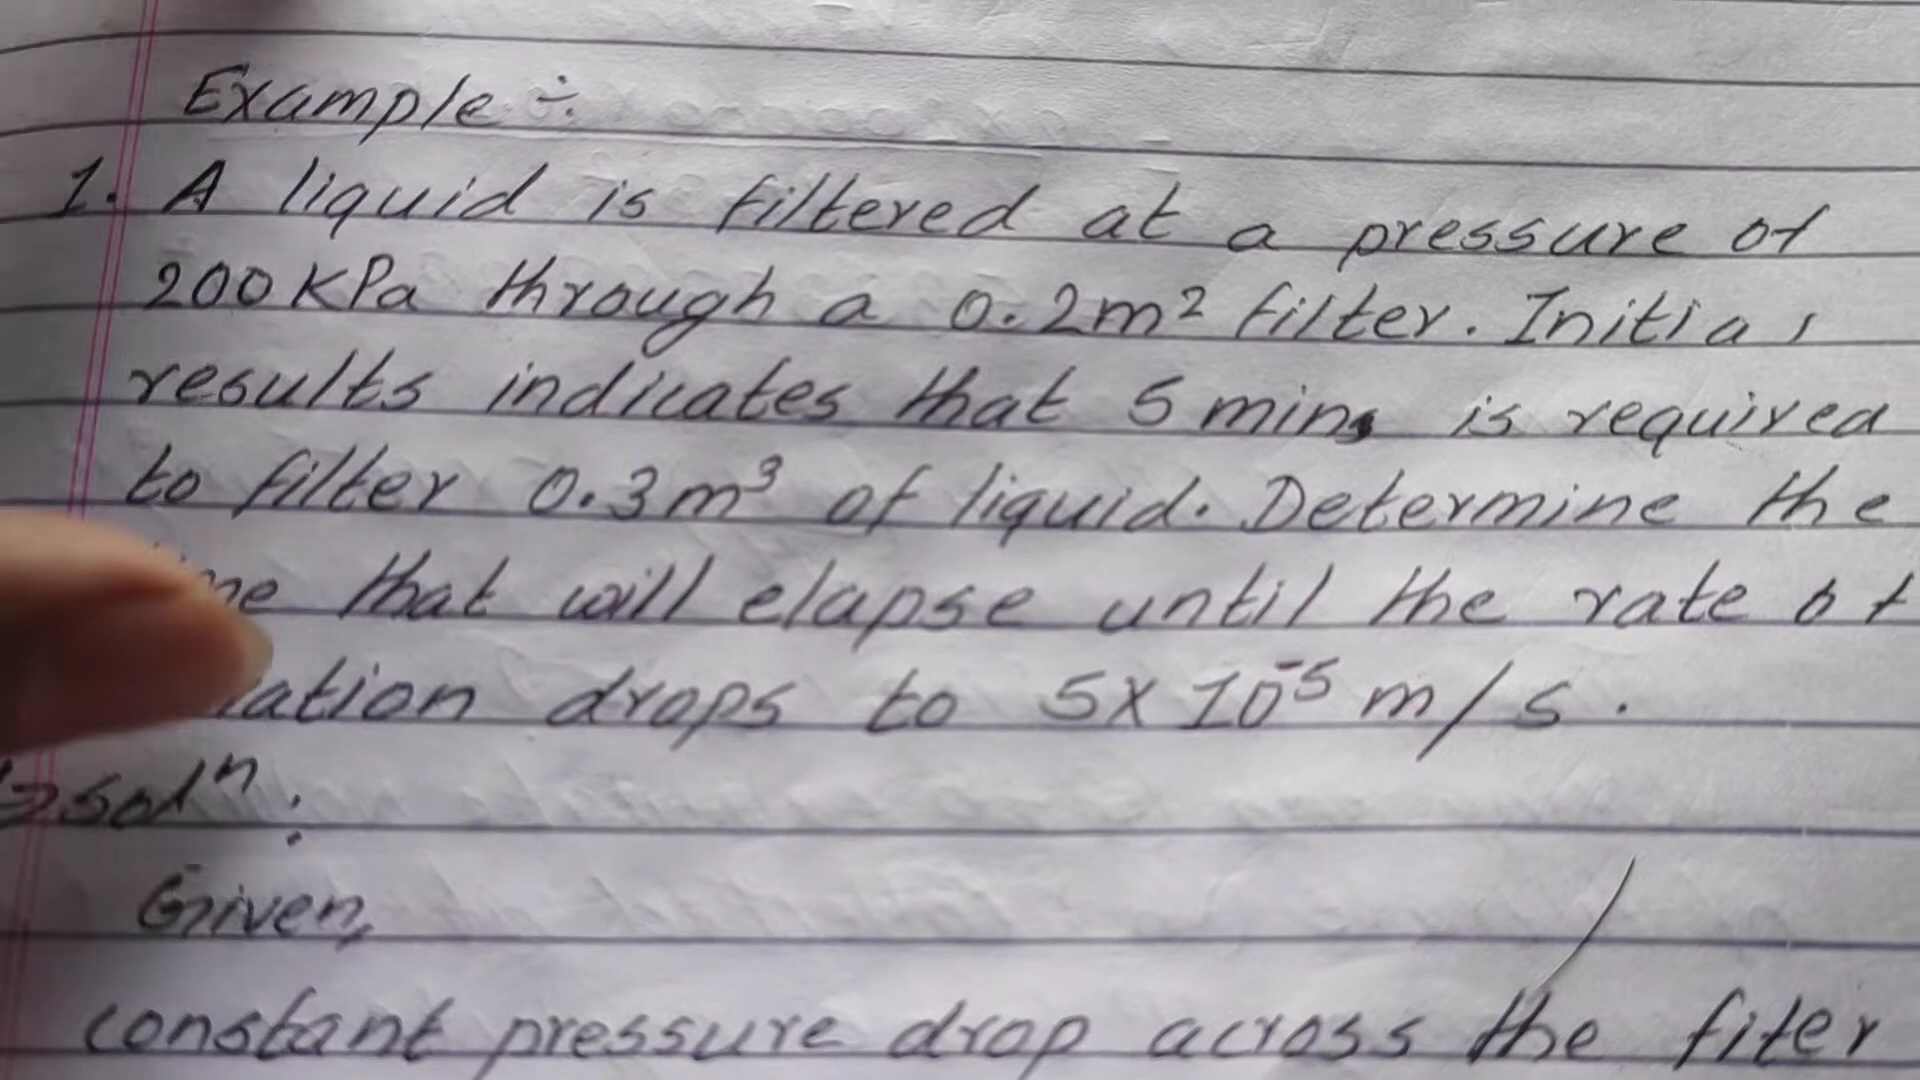 Example ÷
1. A liquid is filtered at a pressure of
200 KPa through a 0.2m² filter. Initial
results indicates that 5 mins is required
to filter 0.3m³ of liquid. Determine the
that will elapse until the rate of
drops to 5X10⁻⁵ m/s.
⇒ solⁿ:
Given,
constant pressure drop across the fiter